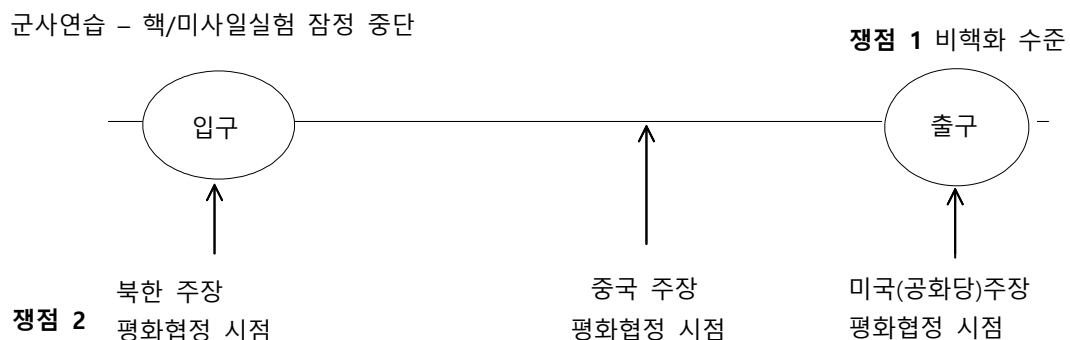 군사연습 – 핵/미사일실험 잠정 중단
쟁점 1 비핵화 수준
입구
출구
쟁점 2
북한 주장
평화협정 시점
중국 주장
평화협정 시점
미국(공화당)주장
평화협정 시점